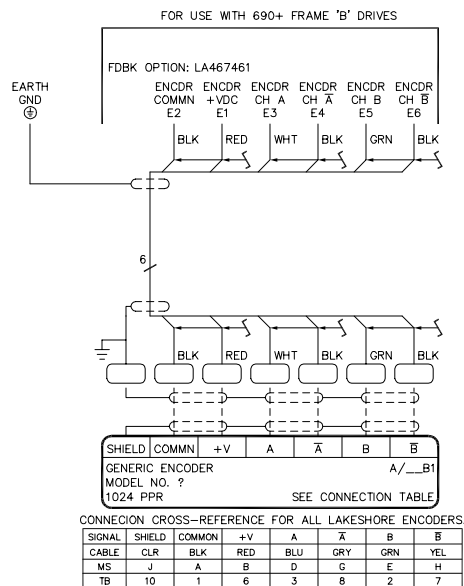 FOR USE WITH 690+ FRAME 'B' DRIVES
FDBK OPTION: LA467461
EARTH
GND
ENCDR ENCDR ENCDR ENCDR ENCDR ENCDR
COMMN +VDC CH A CH A̅ CH B CH B̅
E2 E1 E3 E4 E5 E6
BLK RED WHT BLK GRN BLK
6
BLK RED WHT BLK GRN BLK
SHIELD COMMN +V A A̅ B B̅
GENERIC ENCODER A/__B1
MODEL NO. ?
1024 PPR SEE CONNECTION TABLE
CONNECION CROSS-REFERENCE FOR ALL LAKESHORE ENCODERS.
SIGNAL SHIELD COMMON +V A A̅ B B̅
CABLE CLR BLK RED BLU GRY GRN YEL
MS J A B D G E H
TB 10 1 6 3 8 2 7